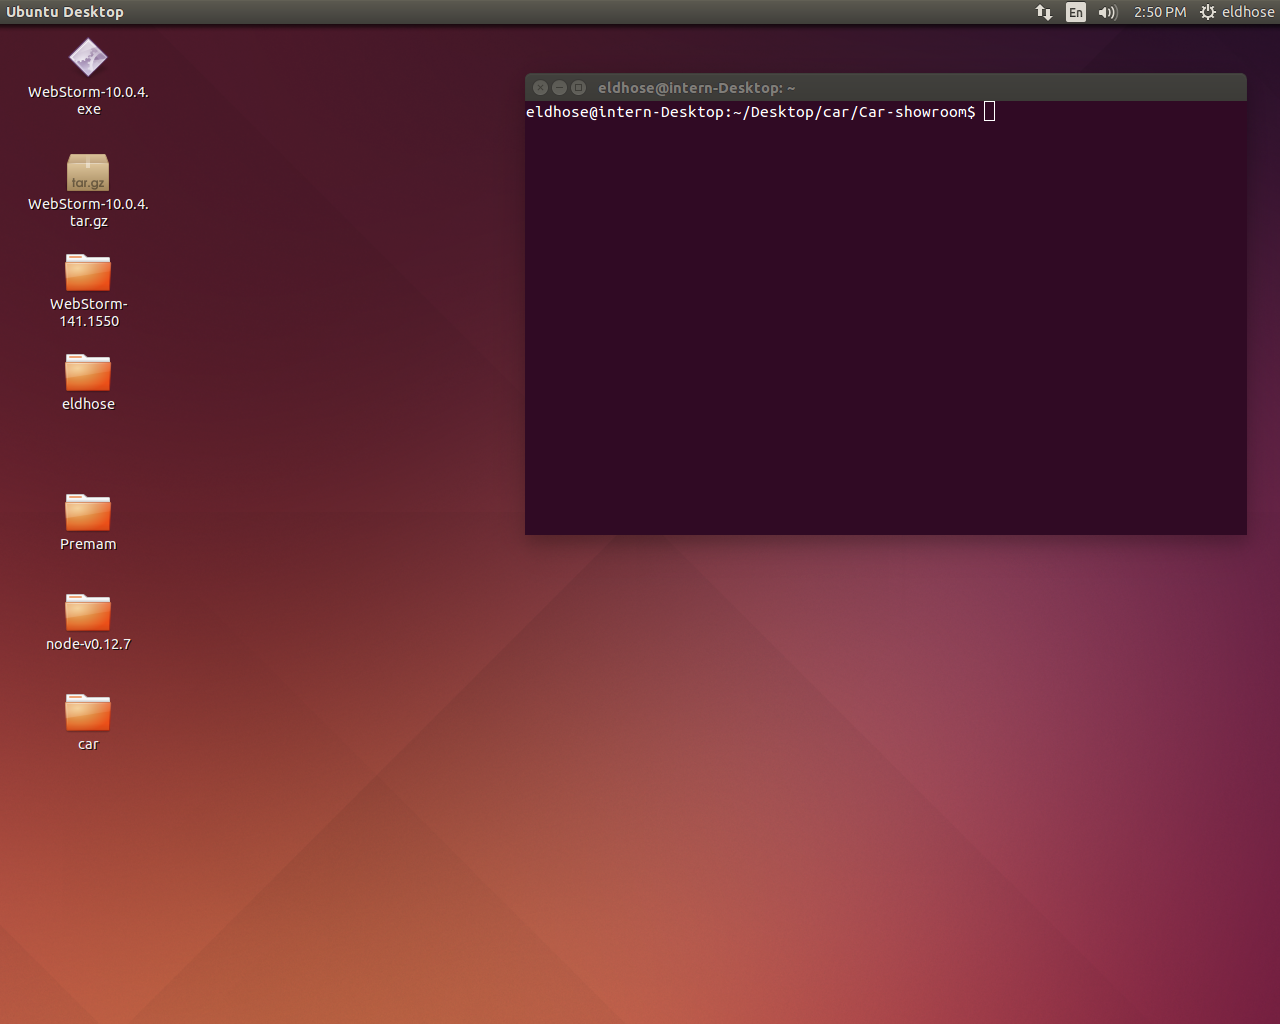 Ubuntu Desktop
En
2:50 PM
eldhose
WebStorm-10.0.4.
exe
tar.gz
WebStorm-10.0.4.
tar.gz
WebStorm-
141.1550
eldhose
Premam
node-v0.12.7
car
eldhose@intern-Desktop: ~
eldhose@intern-Desktop:~/Desktop/car/Car-showroom$